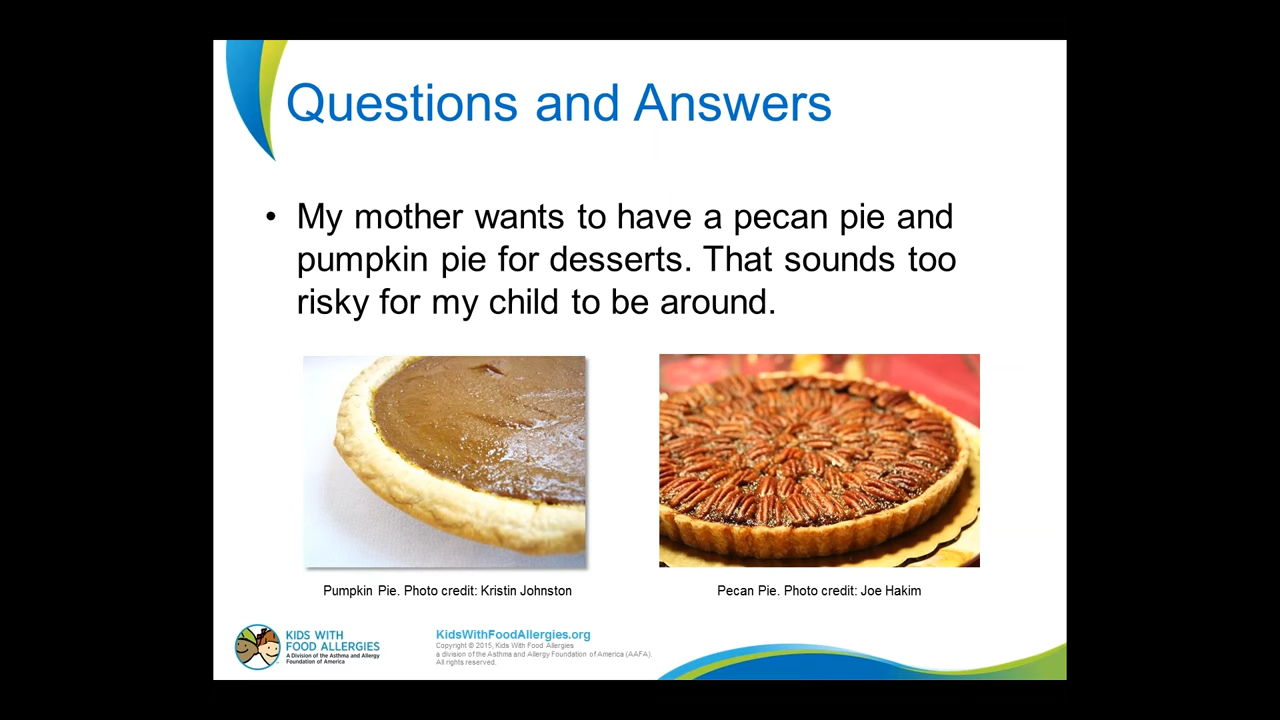 Questions and Answers
• My mother wants to have a pecan pie and
pumpkin pie for desserts. That sounds too
risky for my child to be around.
Pumpkin Pie. Photo credit: Kristin Johnston
Pecan Pie. Photo credit: Joe Hakim
KIDS WITH
FOOD ALLERGIES
A Division of the Asthma and Allergy
Foundation of America
KidsWithFoodAllergies.org
Copyright © 2015, Kids With Food Allergies
a division of the Asthma and Allergy Foundation of America (AAFA).
All rights reserved.